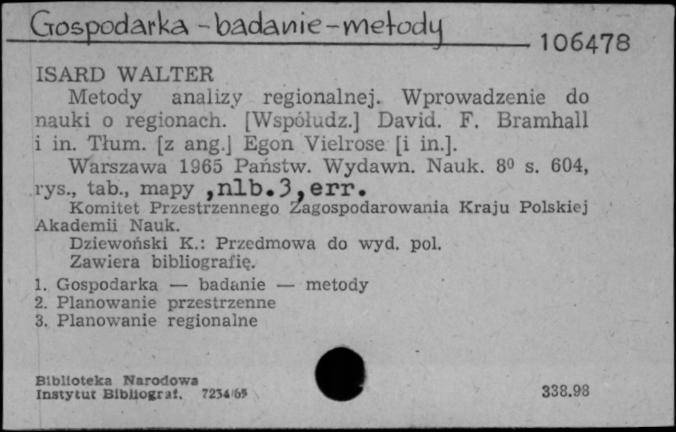 Gospodarka - badanie - metody
106478
ISARD WALTER
Metody analizy regionalnej. Wprowadzenie do
nauki o regionach. [Współudz.] David. F. Bramhall
i in. Tłum. [z ang.] Egon Vielrose [i in.].
Warszawa 1965 Państw. Wydawn. Nauk. 8⁰ s. 604,
rys., tab., mapy , nlb. 3, err.
Komitet Przestrzennego Zagospodarowania Kraju Polskiej
Akademii Nauk.
Dziewoński K.: Przedmowa do wyd. pol.
Zawiera bibliografię.
1. Gospodarka — badanie — metody
2. Planowanie przestrzenne
3. Planowanie regionalne
Biblioteka Narodowa
Instytut Bibliograf. 7234/65
338.98